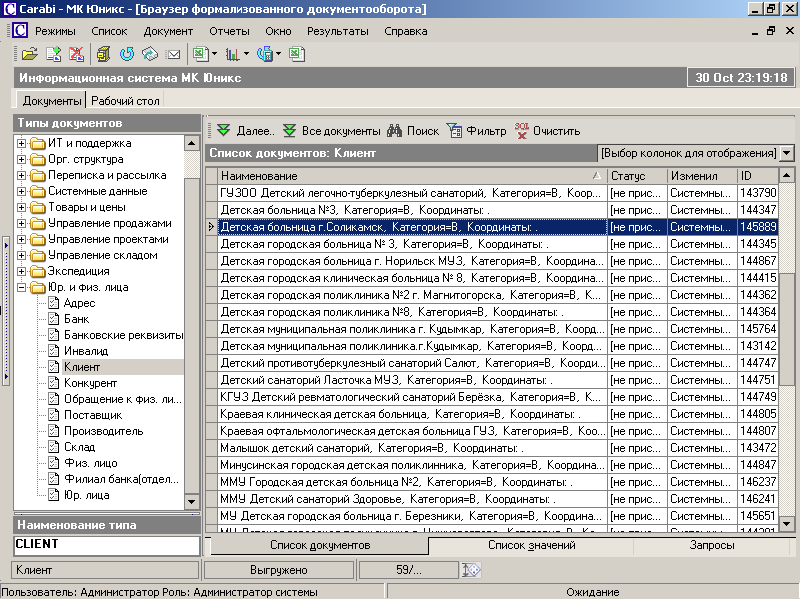 Carabi - МК Юникс - [Браузер формализованного документооборота]
Режимы Список Документ Отчеты Окно Результаты Справка
Информационная система МК Юникс
30 Oct 23:19:18
Документы Рабочий стол
Типы документов
ИТ и поддержка
Орг. структура
Переписка и рассылка
Системные данные
Товары и цены
Управление продажами
Управление проектами
Управление складом
Экспедиция
Юр. и физ. лица
Адрес
Банк
Банковские реквизиты
Инвалид
Клиент
Конкурент
Обращение к физ. ли...
Поставщик
Производитель
Склад
Физ. лицо
Филиал банка(отдел...
Юр. лица
Наименование типа
CLIENT
Далее.. Все документы Поиск Фильтр SQL Очистить
Список документов: Клиент
[Выбор колонок для отображения]
Наименование Статус Изменил ID
ГУЗОО Детский легочно-туберкулезный санаторий, Категория=В, Коор... [не прис... Системны... 143790
Детская больница №3, Категория=В, Координаты: . [не прис... Системны... 144347
Детская больница г.Соликамск, Категория=В, Координаты: . [не прис... Системны... 145889
Детская городская больница № 3, Категория=В, Координаты: . [не прис... Системны... 144345
Детская городская больница г. Норильск МУЗ, Категория=В, Координа... [не прис... Системны... 144867
Детская городская клиническая больница № 8, Категория=В, Координа... [не прис... Системны... 144415
Детская городская поликлиника №2 г. Магнитогорска, Категория=В, К... [не прис... Системны... 144362
Детская городская поликлиника №8, Категория=В, Координаты: . [не прис... Системны... 144364
Детская муниципальная поликлиника г. Кудымкар, Категория=В, Коорд... [не прис... Системны... 145764
Детская муниципальная поликлиника.г.Кудымкар, Категория=В, Коорди... [не прис... Системны... 143142
Детский противотуберкулезный санаторий Салют, Категория=В, Коорди... [не прис... Системны... 144747
Детский санаторий Ласточка МУЗ, Категория=В, Координаты: . [не прис... Системны... 144751
КГУЗ Детский ревматологический санаторий Берёзка, Категория=В, К... [не прис... Системны... 144749
Краевая клиническая детская больница, Категория=В, Координаты: . [не прис... Системны... 144805
Краевая офтальмологическая детская больница ГУЗ, Категория=В, Коо... [не прис... Системны... 144807
Малышок детский санаторий, Категория=В, Координаты: . [не прис... Системны... 143472
Минусинская городская детская поликлинника, Категория=В, Координа... [не прис... Системны... 144847
ММУ Городская детская больница №2, Категория=В, Координаты: . [не прис... Системны... 146237
ММУ Детский санаторий Здоровье, Категория=В, Координаты: . [не прис... Системны... 146241
МУ Детская городская больница г. Березники, Категория=В, Координа... [не прис... Системны... 145651
Список документов Список значений Запросы
Клиент Выгружено 59/...
Пользователь: Администратор Роль: Администратор системы Ожидание